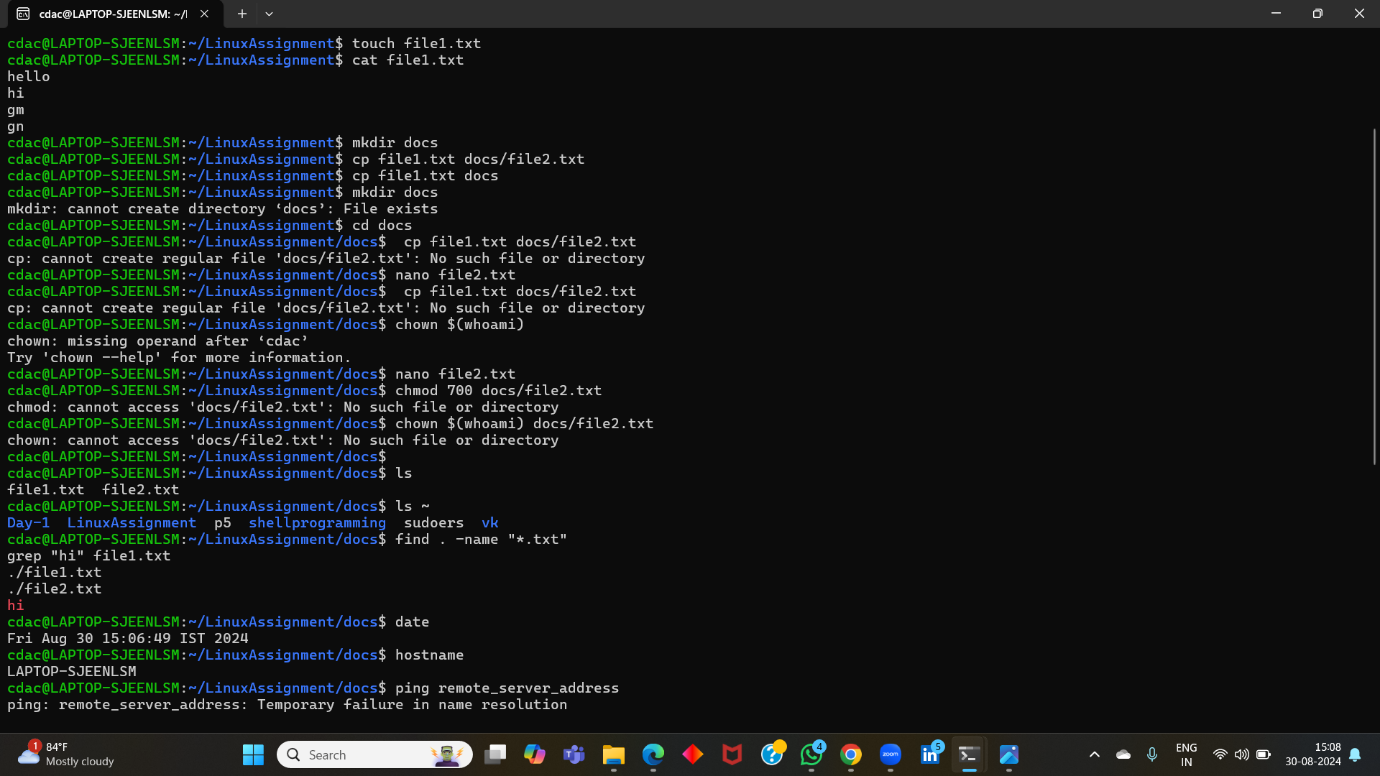 cdac@LAPTOP-SJEENLSM: ~/l
cdac@LAPTOP-SJEENLSM:~/LinuxAssignment$ touch file1.txt
cdac@LAPTOP-SJEENLSM:~/LinuxAssignment$ cat file1.txt
hello
hi
gm
gn
cdac@LAPTOP-SJEENLSM:~/LinuxAssignment$ mkdir docs
cdac@LAPTOP-SJEENLSM:~/LinuxAssignment$ cp file1.txt docs/file2.txt
cdac@LAPTOP-SJEENLSM:~/LinuxAssignment$ cp file1.txt docs
cdac@LAPTOP-SJEENLSM:~/LinuxAssignment$ mkdir docs
mkdir: cannot create directory ‘docs’: File exists
cdac@LAPTOP-SJEENLSM:~/LinuxAssignment$ cd docs
cdac@LAPTOP-SJEENLSM:~/LinuxAssignment/docs$  cp file1.txt docs/file2.txt
cp: cannot create regular file 'docs/file2.txt': No such file or directory
cdac@LAPTOP-SJEENLSM:~/LinuxAssignment/docs$ nano file2.txt
cdac@LAPTOP-SJEENLSM:~/LinuxAssignment/docs$  cp file1.txt docs/file2.txt
cp: cannot create regular file 'docs/file2.txt': No such file or directory
cdac@LAPTOP-SJEENLSM:~/LinuxAssignment/docs$ chown $(whoami)
chown: missing operand after ‘cdac’
Try 'chown --help' for more information.
cdac@LAPTOP-SJEENLSM:~/LinuxAssignment/docs$ nano file2.txt
cdac@LAPTOP-SJEENLSM:~/LinuxAssignment/docs$ chmod 700 docs/file2.txt
chmod: cannot access 'docs/file2.txt': No such file or directory
cdac@LAPTOP-SJEENLSM:~/LinuxAssignment/docs$ chown $(whoami) docs/file2.txt
chown: cannot access 'docs/file2.txt': No such file or directory
cdac@LAPTOP-SJEENLSM:~/LinuxAssignment/docs$
cdac@LAPTOP-SJEENLSM:~/LinuxAssignment/docs$ ls
file1.txt  file2.txt
cdac@LAPTOP-SJEENLSM:~/LinuxAssignment/docs$ ls ~
Day-1  LinuxAssignment  p5  shellprograming  sudoers  vk
cdac@LAPTOP-SJEENLSM:~/LinuxAssignment/docs$ find . -name "*.txt"
grep "hi" file1.txt
./file1.txt
./file2.txt
hi
cdac@LAPTOP-SJEENLSM:~/LinuxAssignment/docs$ date
Fri Aug 30 15:06:49 IST 2024
cdac@LAPTOP-SJEENLSM:~/LinuxAssignment/docs$ hostname
LAPTOP-SJEENLSM
cdac@LAPTOP-SJEENLSM:~/LinuxAssignment/docs$ ping remote_server_address
ping: remote_server_address: Temporary failure in name resolution
1
84°F
Mostly cloudy
Search
4
zoom
5
ENG
IN
15:08
30-08-2024